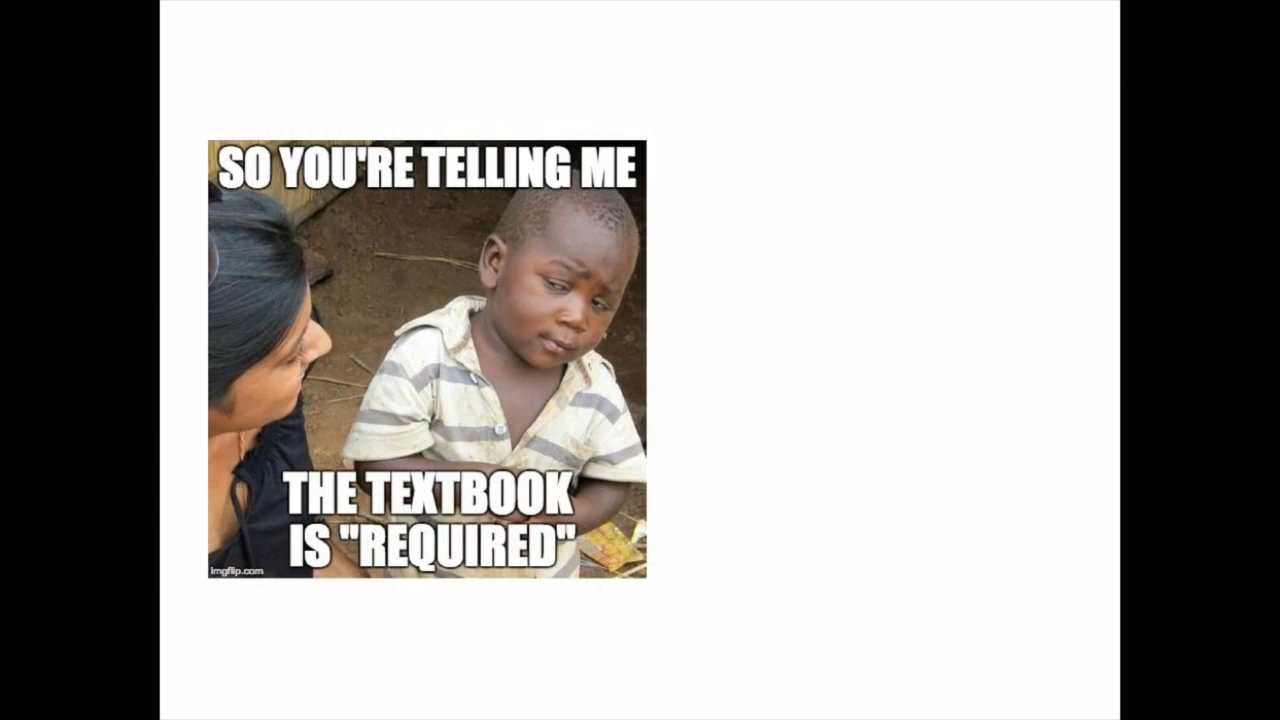 SO YOU'RE TELLING ME
THE TEXTBOOK
IS "REQUIRED"
imgflip.com